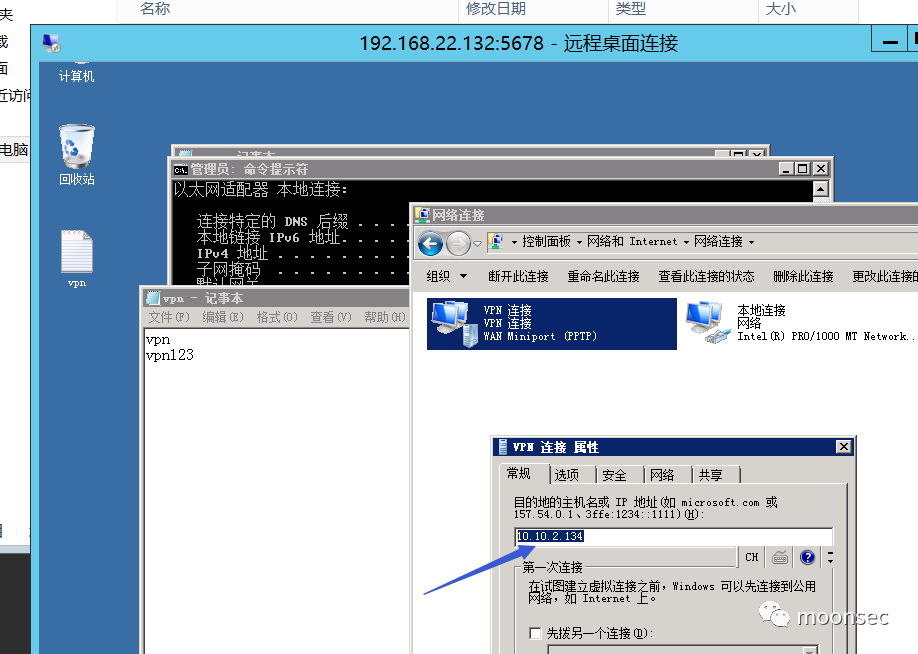 名称 修改日期 类型 大小
夹
载
面
近访问
电脑
192.168.22.132:5678 - 远程桌面连接
计算机
回收站
vpn
管理员: 命令提示符
以太网适配器 本地连接:
连接特定的 DNS 后缀 . . . .
本地链接 IPv6 地址. . . .
IPv4 地址 . . . . . . . . .
子网掩码 . . . . . . . . .
vpn - 记事本
文件(F) 编辑(E) 格式(O) 查看(V) 帮助(H)
vpn
vpn123
网络连接
控制面板 网络和 Internet 网络连接
组织 断开此连接 重命名此连接 查看此连接的状态 删除此连接 更改此连接的
VPN 连接
VPN 连接
WAN Miniport (PPTP)
本地连接
网络
Intel(R) PRO/1000 MT Network...
VPN 连接 属性
常规 选项 安全 网络 共享
目的地的主机名或 IP 地址(如 microsoft.com 或
157.54.0.1、3ffe:1234::1111)(H):
10.10.2.134
CH
第一次连接
在试图建立虚拟连接之前，Windows 可以先连接到公用
网络，如 Internet 上。
先拨另一个连接(D):
moonsec